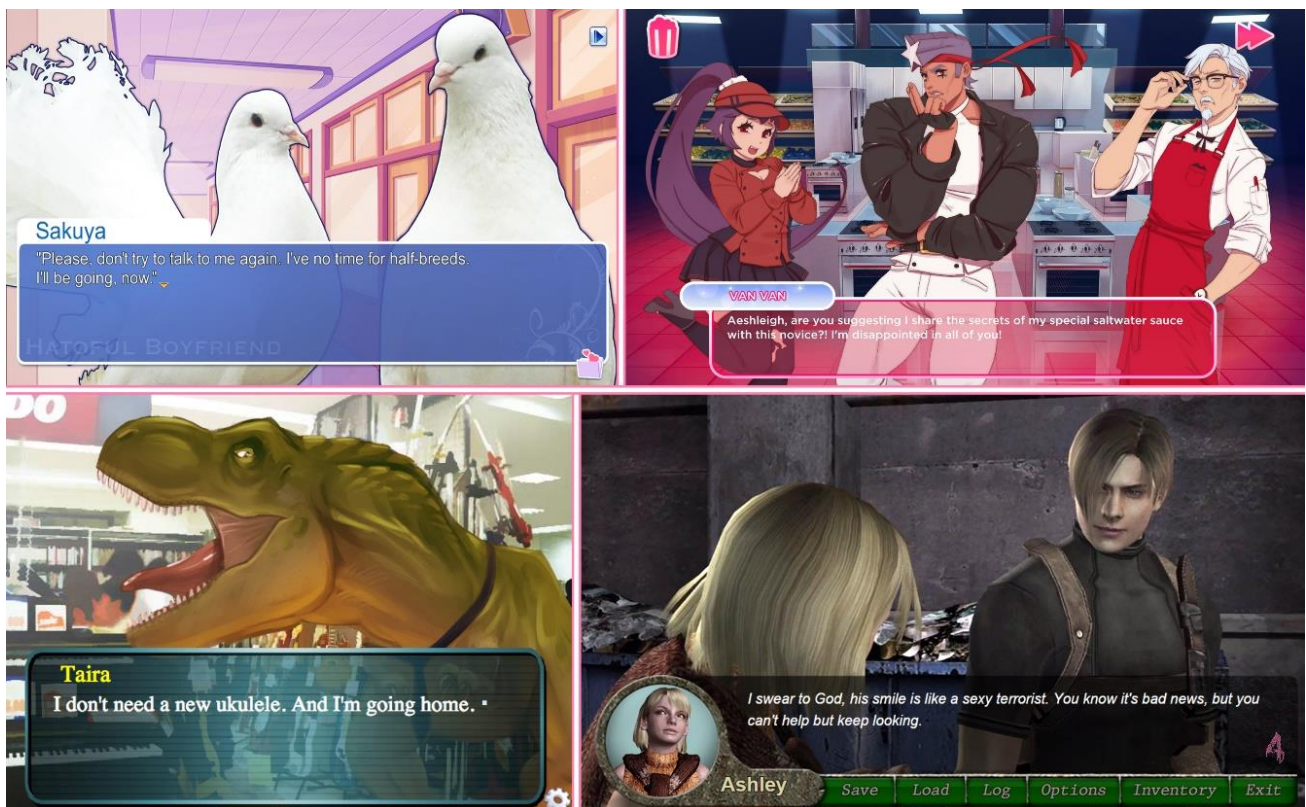 Sakuya
"Please, don't try to talk to me again. I've no time for half-breeds.
I'll be going, now."
HATOFUL BOYFRIEND
VAN VAN
Aeshleigh, are you suggesting I share the secrets of my special saltwater sauce
with this novice?! I'm disappointed in all of you!
DO
Taira
I don't need a new ukulele. And I'm going home.
I swear to God, his smile is like a sexy terrorist. You know it's bad news, but you
can't help but keep looking.
Ashley
Save Load Log Options Inventory Exit